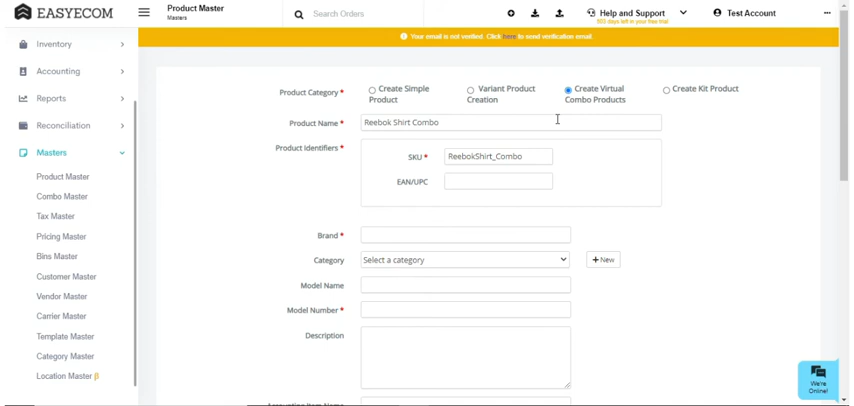 EASYECOM
Product Master
Masters
Search Orders
Help and Support
503 days left in your free trial
Test Account
Your email is not verified. Click here to send verification email.
Inventory
Accounting
Reports
Reconciliation
Masters
Product Master
Combo Master
Tax Master
Pricing Master
Bins Master
Customer Master
Vendor Master
Carrier Master
Template Master
Category Master
Location Master β
Product Category *
Create Simple
Product
Variant Product
Creation
Create Virtual
Combo Products
Create Kit Product
Product Name *
Reebok Shirt Combo
Product Identifiers *
SKU *
ReebokShirt_Combo
EAN/UPC
Brand *
Category
Select a category
+ New
Model Name
Model Number *
Description
Accounting Item Name
We're
Online!